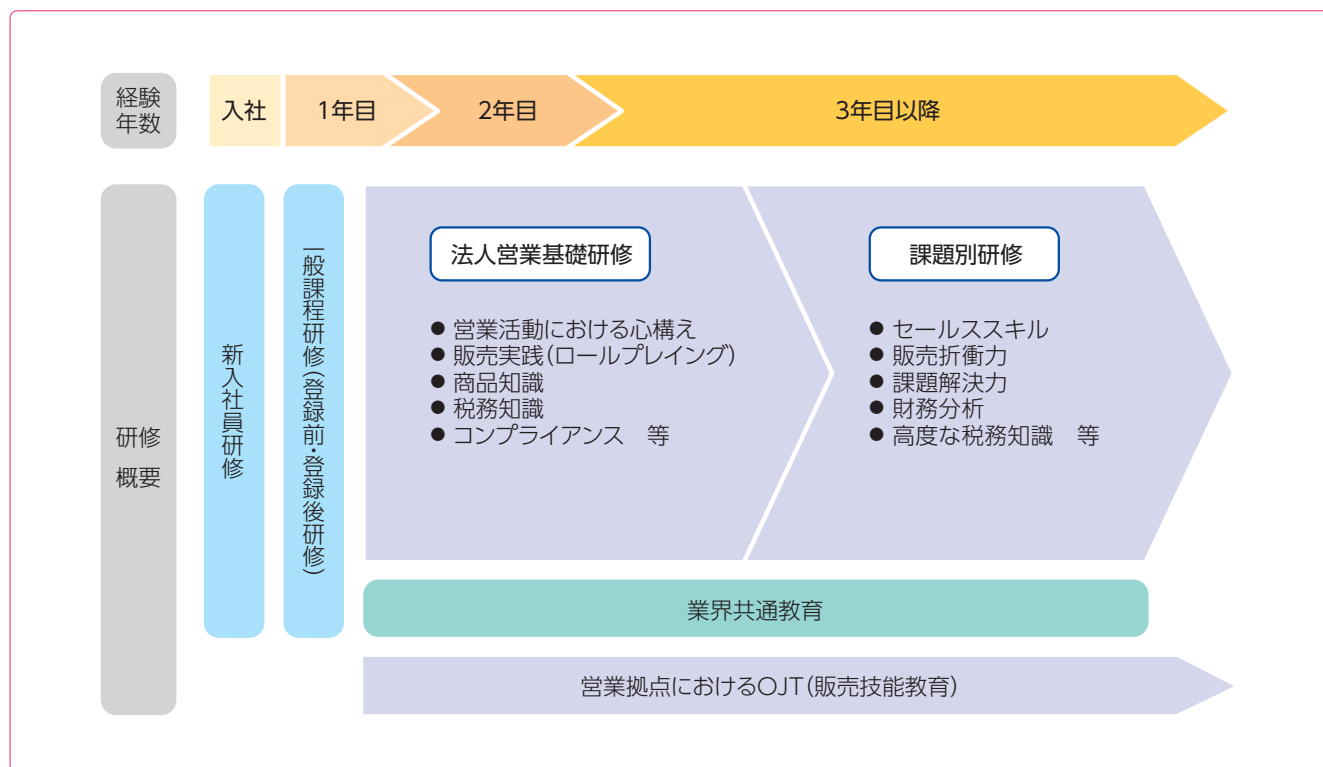 経験
年数
入社
1年目
2年目
3年目以降
研修
概要
新入社員研修
一般課程研修（登録前・登録後研修）
法人営業基礎研修
● 営業活動における心構え
● 販売実践（ロールプレイング）
● 商品知識
● 税務知識
● コンプライアンス　等
課題別研修
● セールススキル
● 販売折衝力
● 課題解決力
● 財務分析
● 高度な税務知識　等
業界共通教育
営業拠点におけるOJT（販売技能教育）